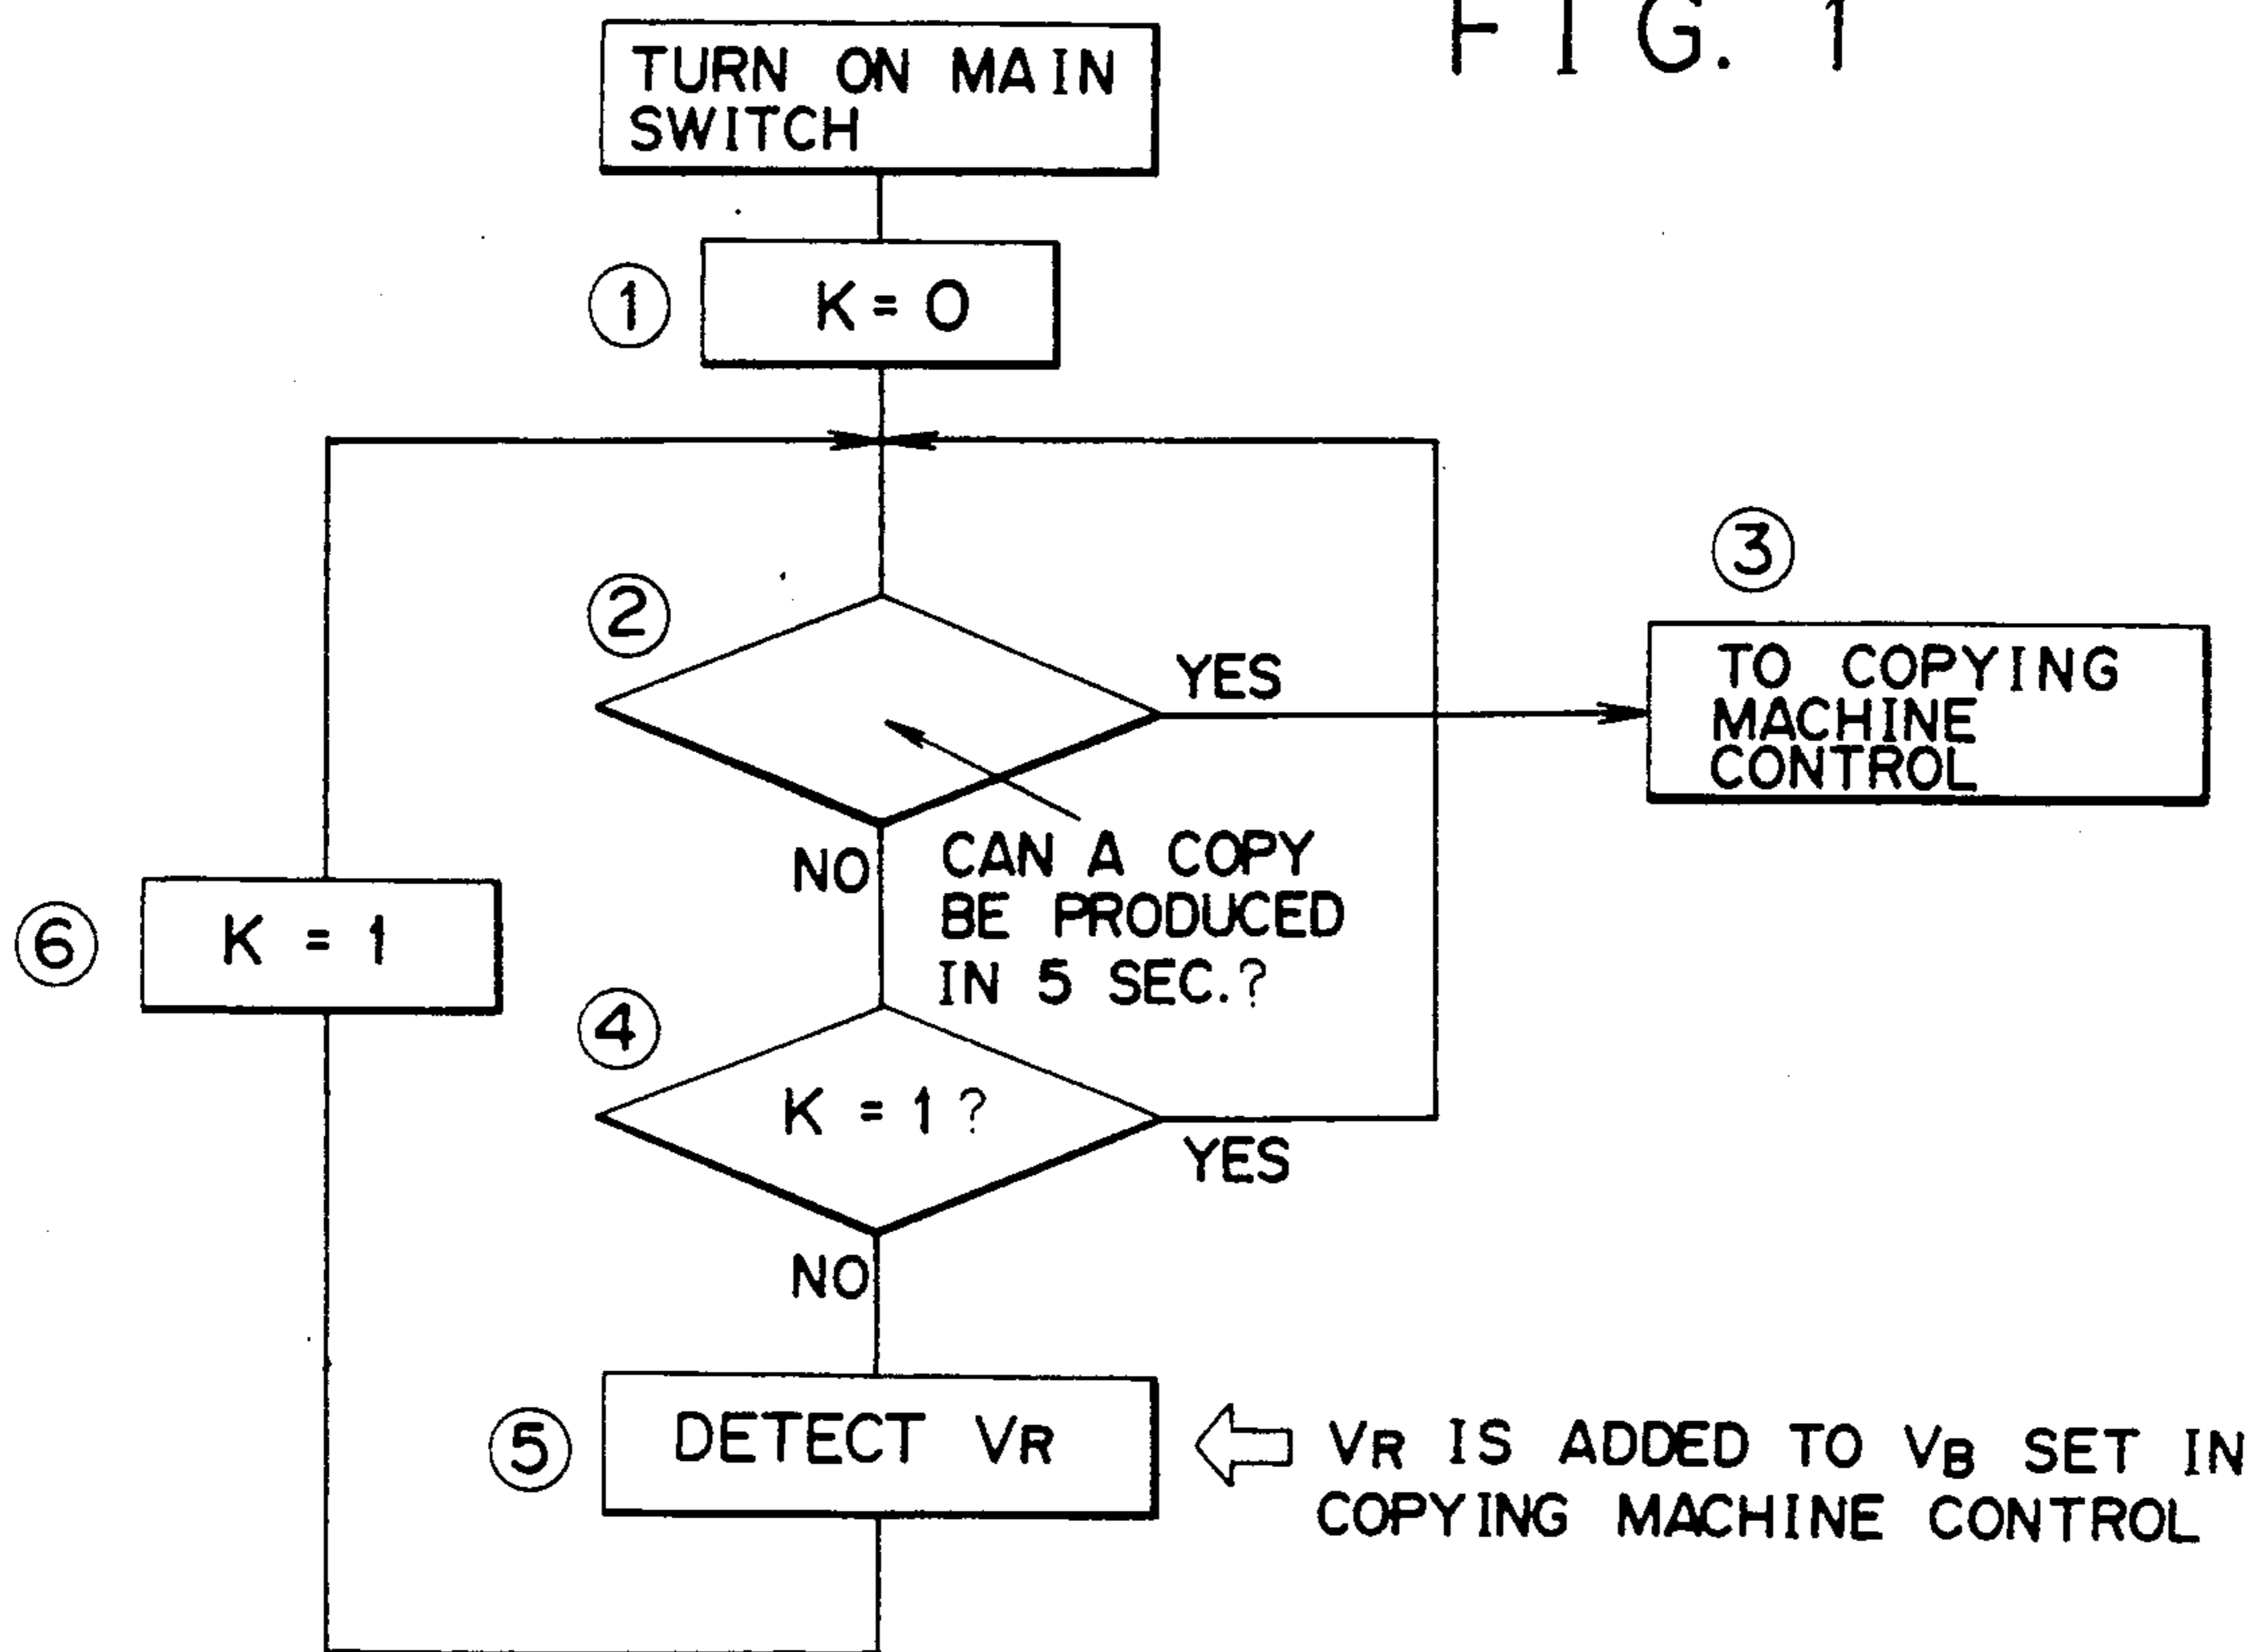 FIG. 1
TURN ON MAIN
SWITCH
① K = 0
②
YES
③
TO COPYING
MACHINE
CONTROL
NO
CAN A COPY
BE PRODUCED
IN 5 SEC.?
⑥ K = 1
④
K = 1?
YES
NO
⑤ DETECT VR
VR IS ADDED TO VB SET IN
COPYING MACHINE CONTROL